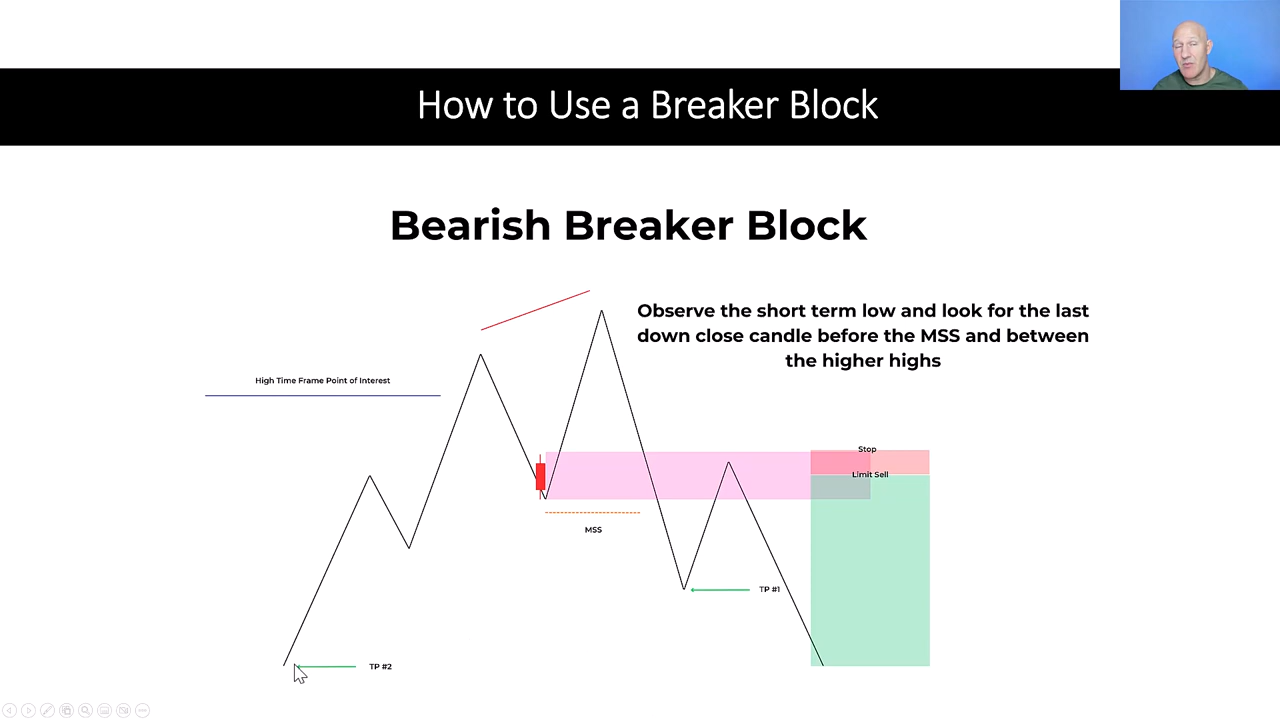 How to Use a Breaker Block
Bearish Breaker Block
Observe the short term low and look for the last
down close candle before the MSS and between
the higher highs
High Time Frame Point of Interest
Stop
Limit Sell
MSS
TP #1
TP #2